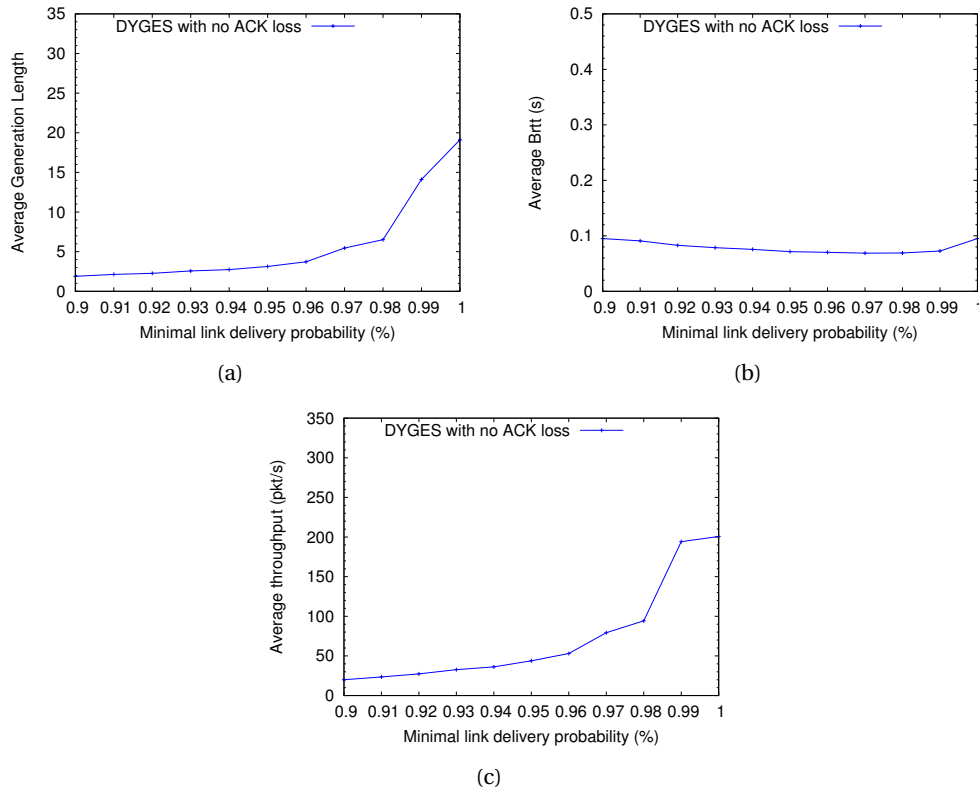 35
30
25
20
15
10
5
0
Average Generation Length
DYGES with no ACK loss
0.9 0.91 0.92 0.93 0.94 0.95 0.96 0.97 0.98 0.99 1
Minimal link delivery probability (%)
(a)
0.5
0.4
0.3
0.2
0.1
0
Average Brtt (s)
DYGES with no ACK loss
0.9 0.91 0.92 0.93 0.94 0.95 0.96 0.97 0.98 0.99 1
Minimal link delivery probability (%)
(b)
350
300
250
200
150
100
50
0
Average throughput (pkt/s)
DYGES with no ACK loss
0.9 0.91 0.92 0.93 0.94 0.95 0.96 0.97 0.98 0.99 1
Minimal link delivery probability (%)
(c)